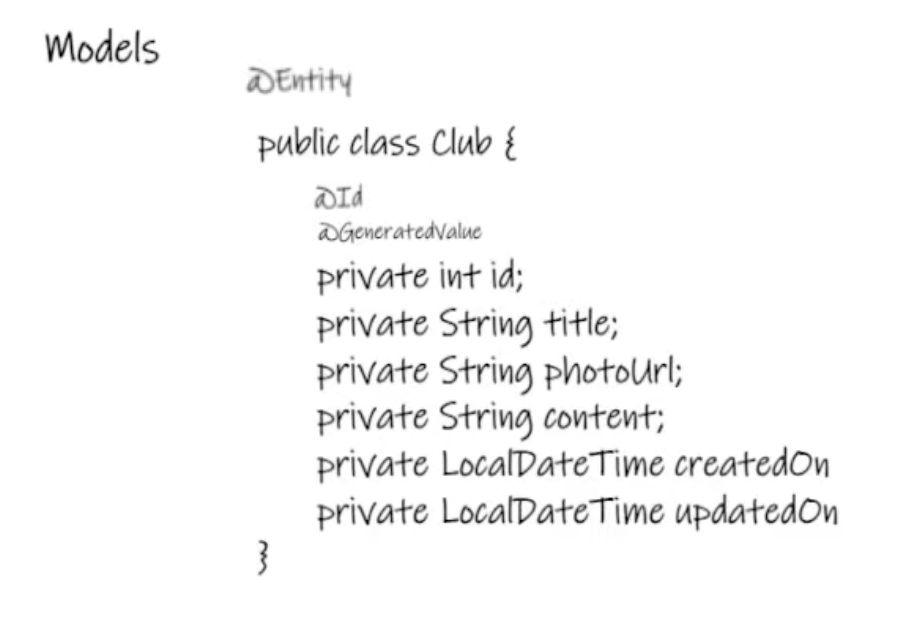 Models
@Entity
public class Club {
@Id
@GeneratedValue
private int id;
private String title;
private String photoUrl;
private String content;
private LocalDateTime createdOn
private LocalDateTime updatedOn
}